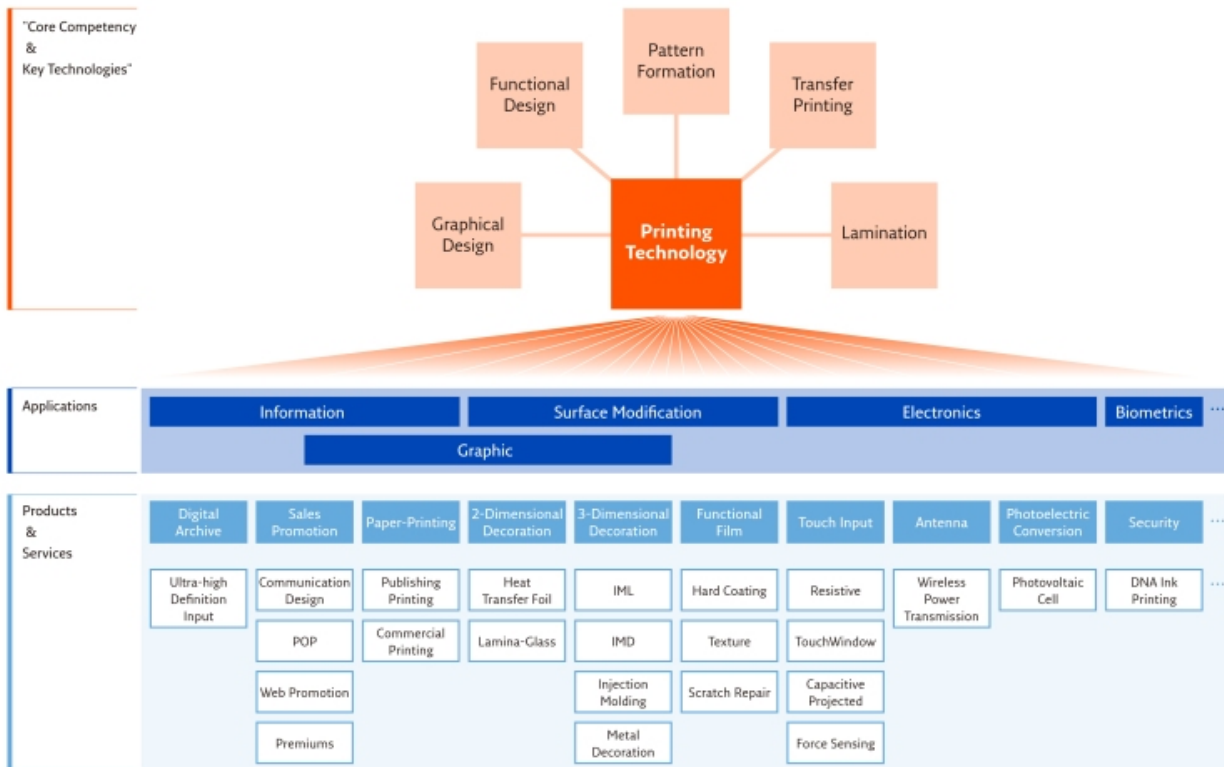 "Core Competency
&
Key Technologies"
Pattern
Formation
Functional
Design
Transfer
Printing
Graphical
Design
Printing
Technology
Lamination
Applications
Information
Surface Modification
Electronics
Biometrics
...
Graphic
Products
&
Services
Digital
Archive
Sales
Promotion
Paper-Printing
2-Dimensional
Decoration
3-Dimensional
Decoration
Functional
Film
Touch Input
Antenna
Photoelectric
Conversion
Security
...
Ultra-high
Definition
Input
Communication
Design
Publishing
Printing
Heat
Transfer Foil
IML
Hard Coating
Resistive
Wireless
Power
Transmission
Photovoltaic
Cell
DNA Ink
Printing
...
POP
Commercial
Printing
Lamina-Glass
IMD
Texture
TouchWindow
Web Promotion
Injection
Molding
Scratch Repair
Capacitive
Projected
Premiums
Metal
Decoration
Force Sensing